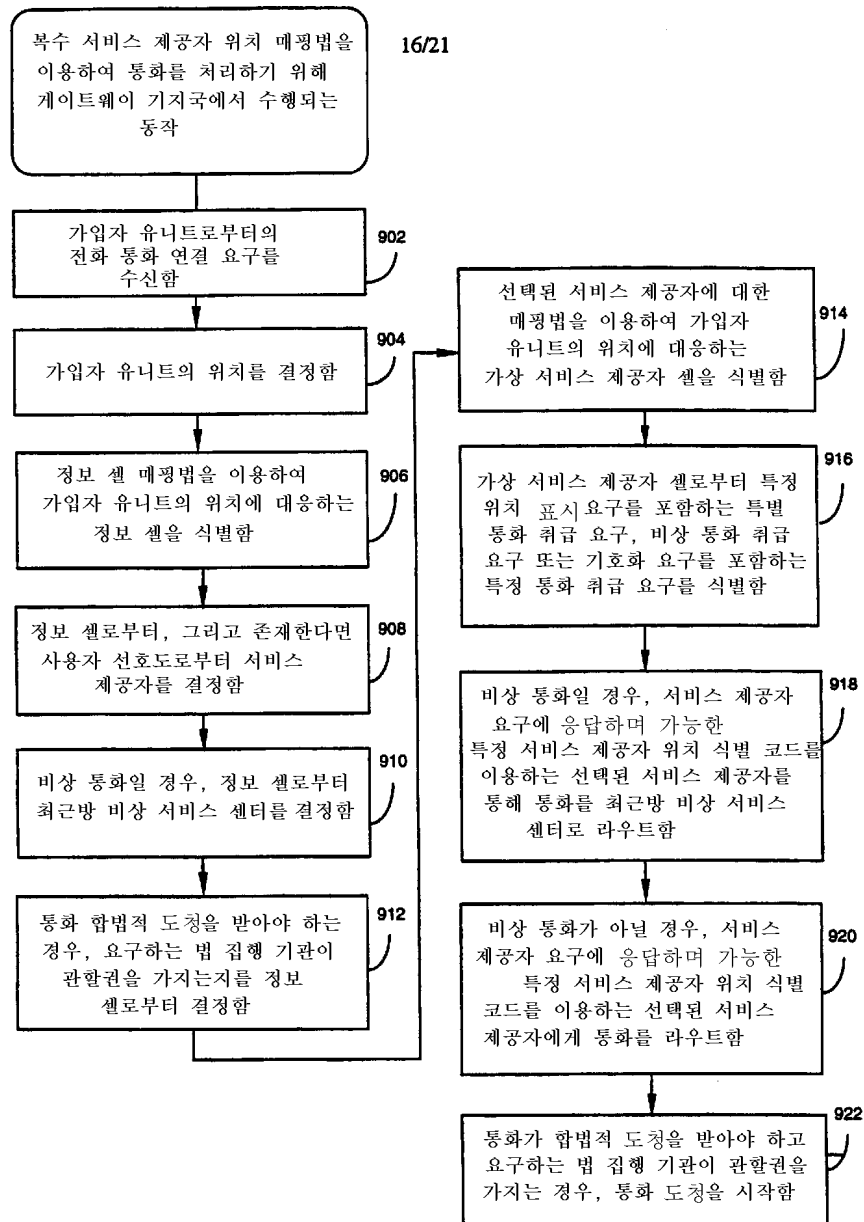 16/21
복수 서비스 제공자 위치 매핑법을
이용하여 통화를 처리하기 위해
게이트웨이 기지국에서 수행되는
동작
902
가입자 유니트로부터의
전화 통화 연결 요구를
수신함
904
가입자 유니트의 위치를 결정함
906
정보 셀 매핑법을 이용하여
가입자 유니트의 위치에 대응하는
정보 셀을 식별함
908
정보 셀로부터, 그리고 존재한다면
사용자 선호도로부터 서비스
제공자를 결정함
910
비상 통화일 경우, 정보 셀로부터
최근방 비상 서비스 센터를 결정함
912
통화 합법적 도청을 받아야 하는
경우, 요구하는 법 집행 기관이
관할권을 가지는지를 정보
셀로부터 결정함
914
선택된 서비스 제공자에 대한
매핑법을 이용하여 가입자
유니트의 위치에 대응하는
가상 서비스 제공자 셀을 식별함
916
가상 서비스 제공자 셀로부터 특정
위치 표시 요구를 포함하는 특별
통화 취급 요구, 비상 통화 취급
요구 또는 기호화 요구를 포함하는
특정 통화 취급 요구를 식별함
918
비상 통화일 경우, 서비스 제공자
요구에 응답하며 가능한
특정 서비스 제공자 위치 식별 코드를
이용하는 선택된 서비스 제공자를
통해 통화를 최근방 비상 서비스
센터로 라우트함
920
비상 통화가 아닐 경우, 서비스
제공자 요구에 응답하며 가능한
특정 서비스 제공자 위치 식별
코드를 이용하는 선택된 서비스
제공자에게 통화를 라우트함
922
통화가 합법적 도청을 받아야 하고
요구하는 법 집행 기관이 관할권을
가지는 경우, 통화 도청을 시작함